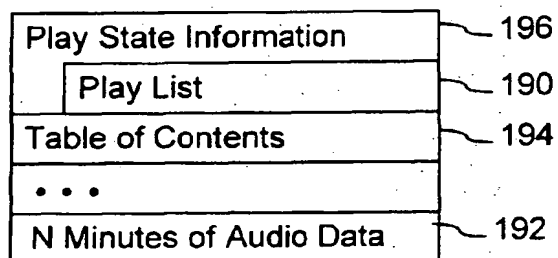 Play State Information 196
Play List 190
Table of Contents 194
• • •
N Minutes of Audio Data 192